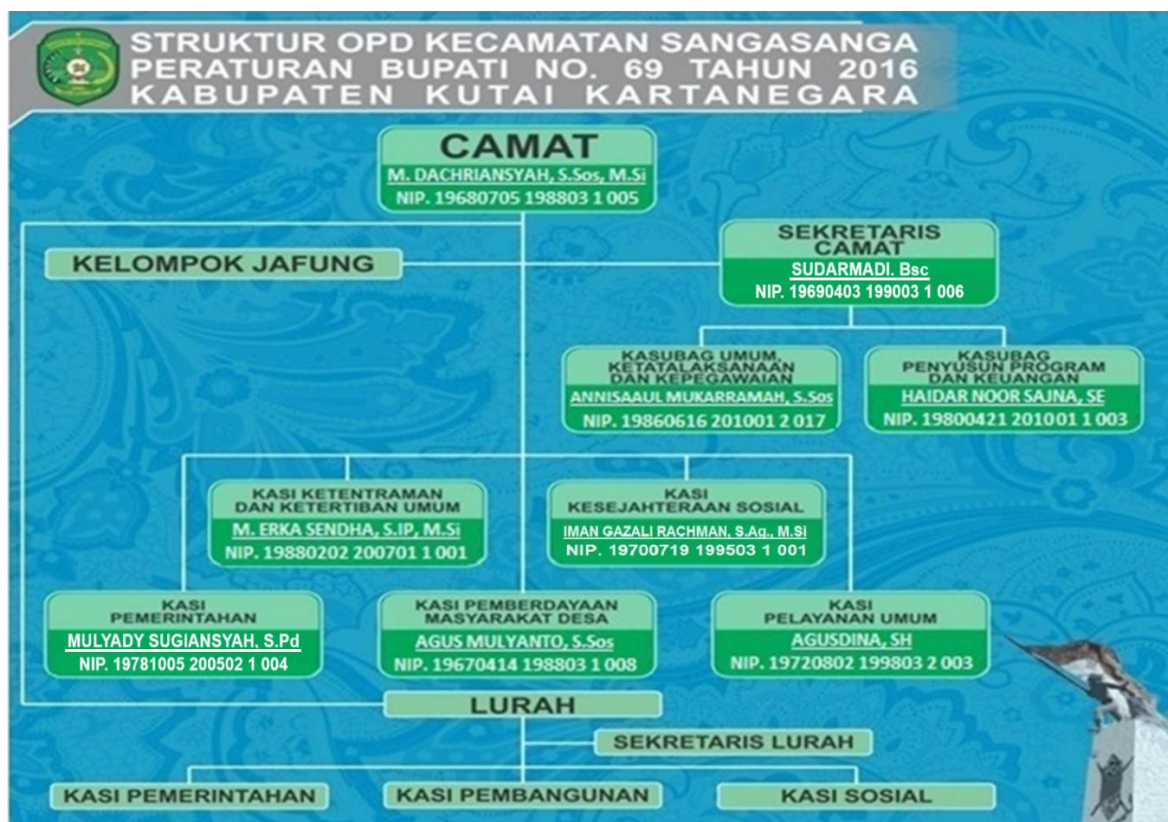 STRUKTUR OPD KECAMATAN SANGASANGA
PERATURAN BUPATI NO. 69 TAHUN 2016
KABUPATEN KUTAI KARTANEGARA
CAMAT
M. DACHRIANSYAH, S.Sos, M.Si
NIP. 19680705 198803 1 005
KELOMPOK JAFUNG
SEKRETARIS
CAMAT
SUDARMADI. Bsc
NIP. 19690403 199003 1 006
KASUBAG UMUM,
KETATALAKSANAAN
DAN KEPEGAWAIAN
ANNISAAUL MUKARRAMAH, S.Sos
NIP. 19860616 201001 2 017
KASUBAG
PENYUSUN PROGRAM
DAN KEUANGAN
HAIDAR NOOR SAJNA, SE
NIP. 19800421 201001 1 003
KASI KETENTRAMAN
DAN KETERTIBAN UMUM
M. ERKA SENDHA, S.IP, M.Si
NIP. 19880202 200701 1 001
KASI
KESEJAHTERAAN SOSIAL
IMAN GAZALI RACHMAN, S.Ag., M.Si
NIP. 19700719 199503 1 001
KASI
PEMERINTAHAN
MULYADY SUGIANSYAH, S.Pd
NIP. 19781005 200502 1 004
KASI PEMBERDAYAAN
MASYARAKAT DESA
AGUS MULYANTO, S.Sos
NIP. 19670414 198803 1 008
KASI
PELAYANAN UMUM
AGUSDINA, SH
NIP. 19720802 199803 2 003
LURAH
SEKRETARIS LURAH
KASI PEMERINTAHAN
KASI PEMBANGUNAN
KASI SOSIAL